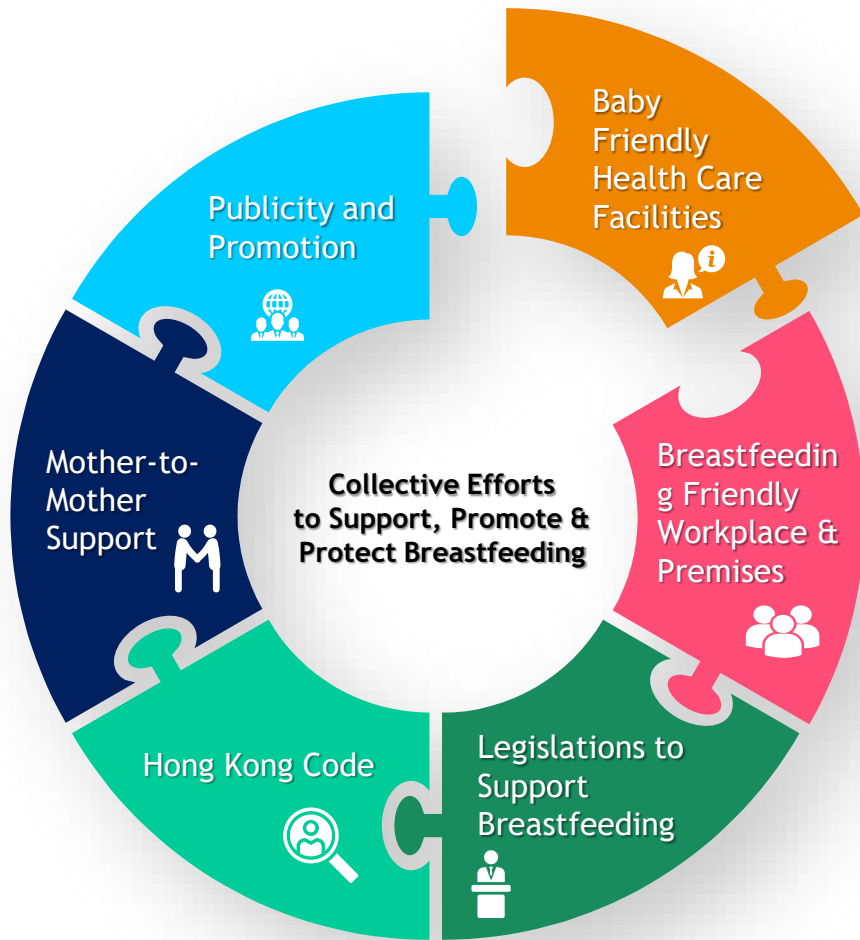 Baby
Friendly
Health Care
Facilities
i
Publicity and
Promotion
Breastfeedin
g Friendly
Workplace &
Premises
Mother-to-
Mother
Support
Collective Efforts
to Support, Promote &
Protect Breastfeeding
Legislations to
Support
Breastfeeding
Hong Kong Code